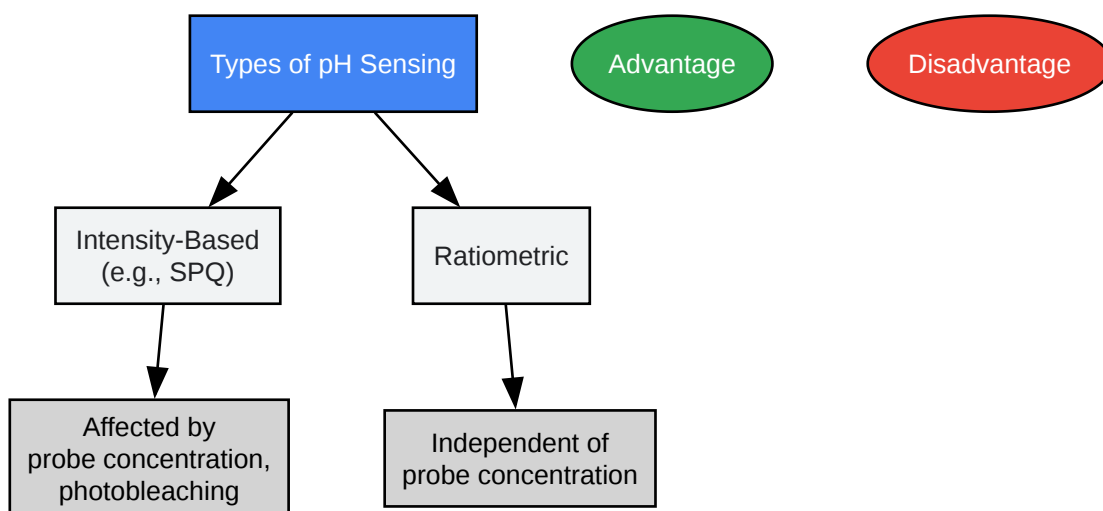 Types of pH Sensing
Advantage
Disadvantage
Intensity-Based
(e.g., SPQ)
Ratiometric
Affected by
probe concentration,
photobleaching
Independent of
probe concentration